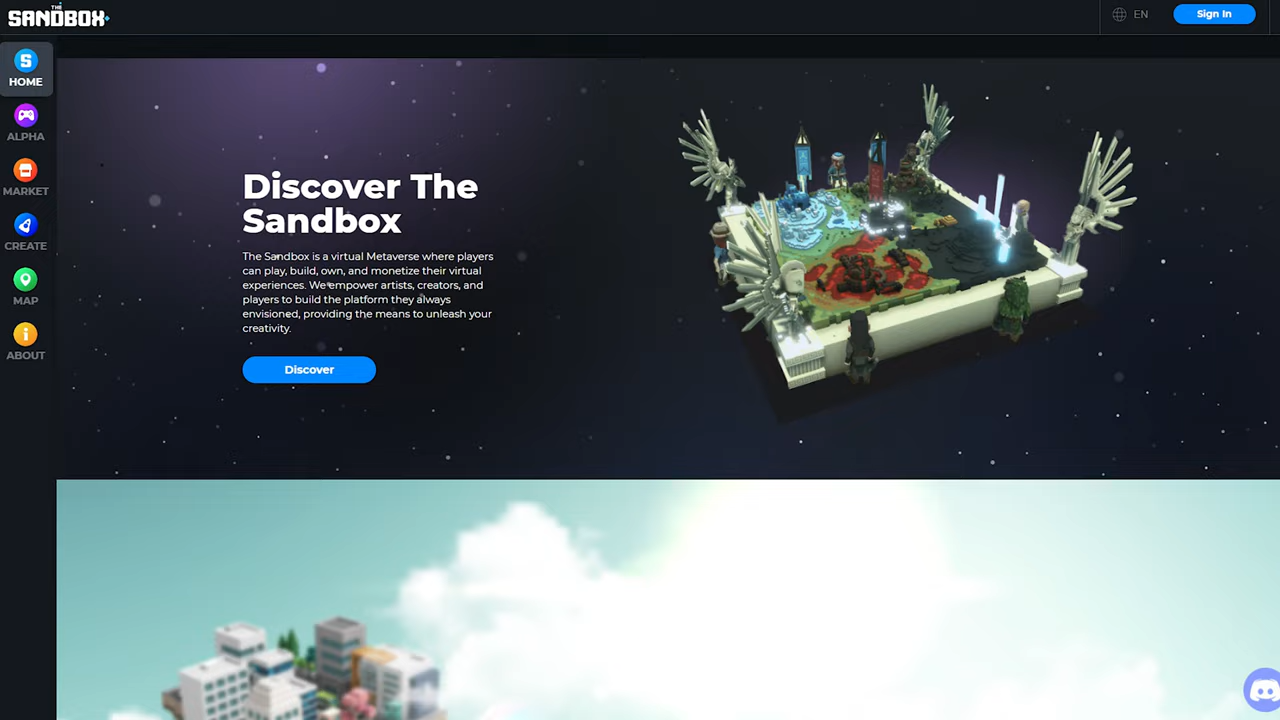 THE
SANDBOX
EN
Sign In
S
HOME
ALPHA
MARKET
CREATE
MAP
ABOUT
Discover The
Sandbox
The Sandbox is a virtual Metaverse where players
can play, build, own, and monetize their virtual
experiences. We empower artists, creators, and
players to build the platform they always
envisioned, providing the means to unleash your
creativity.
Discover